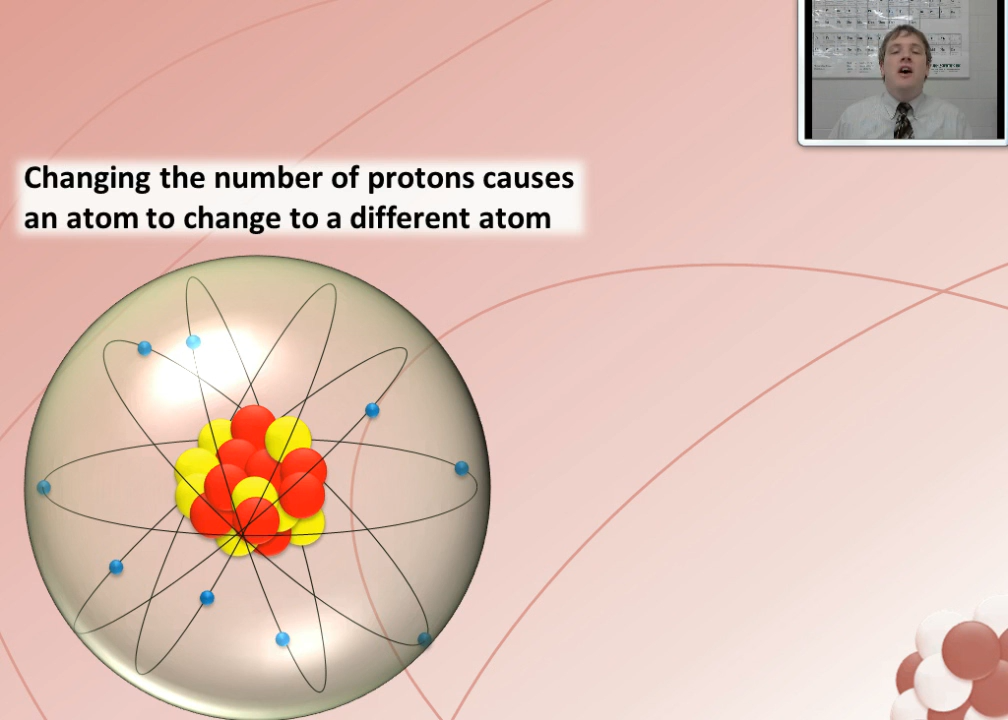 Changing the number of protons causes
an atom to change to a different atom